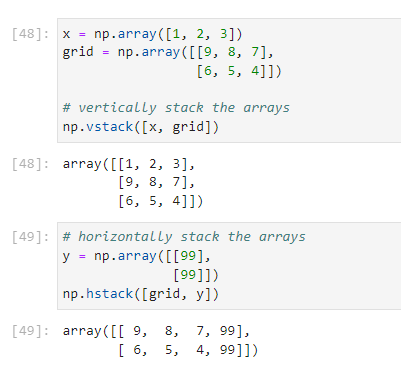 [48]: x = np.array([1, 2, 3])
grid = np.array([[9, 8, 7],
[6, 5, 4]])
# vertically stack the arrays
np.vstack([x, grid])
[48]: array([[1, 2, 3],
[9, 8, 7],
[6, 5, 4]])
[49]: # horizontally stack the arrays
y = np.array([[99],
[99]])
np.hstack([grid, y])
[49]: array([[ 9, 8, 7, 99],
[ 6, 5, 4, 99]])